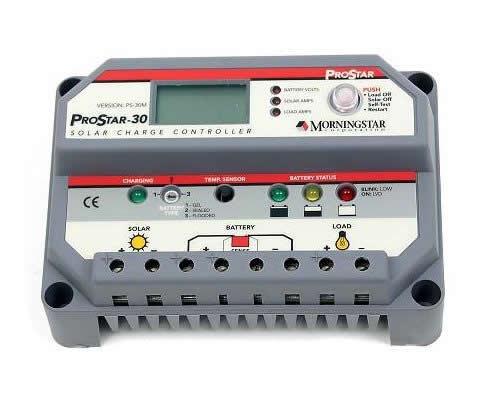 PROSTAR
VERSION: PS-30M
PROSTAR-30
SOLAR CHARGE CONTROLLER
BATTERY VOLTS
SOLAR AMPS
LOAD AMPS
PUSH
• Load Off
Solar Off
Self-Test
• Restart
MORNINGSTAR
corporation
CHARGING
TEMP. SENSOR
BATTERY STATUS
CE
2
1
3
BATTERY
TYPE
1 - GEL
2 - SEALED
3 - FLOODED
BLINK: LOW
ON: LVD
SOLAR
BATTERY
LOAD
+ -
+ SENSE -
+ -